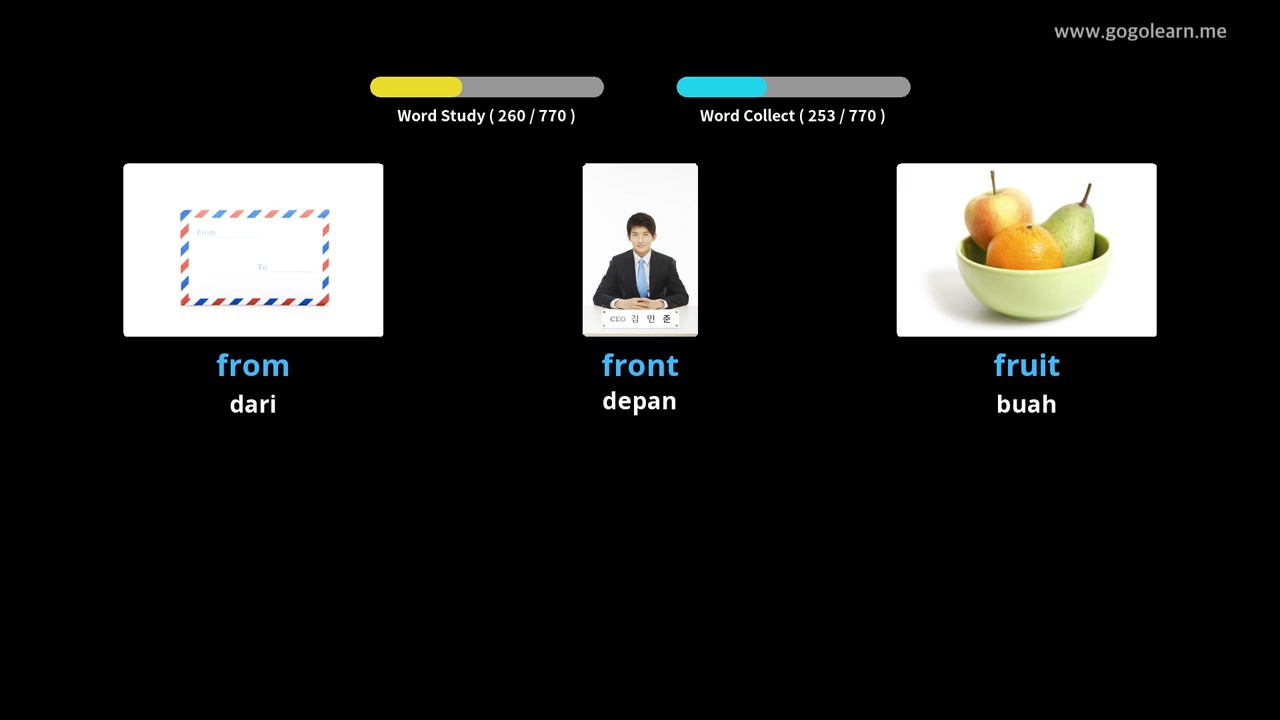 www.gogolearn.me
Word Study ( 260 / 770 )
Word Collect ( 253 / 770 )
From
To
CEO 김 민 준
from
front
fruit
dari
depan
buah